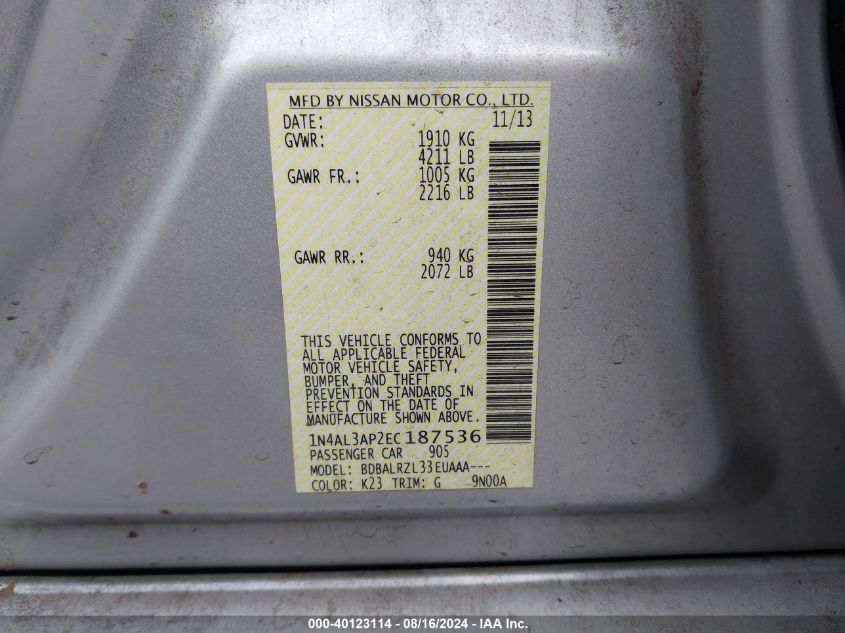 MFD BY NISSAN MOTOR CO., LTD.
DATE: 11/13
GVWR: 1910 KG
4211 LB
GAWR FR.: 1005 KG
2216 LB
GAWR RR.: 940 KG
2072 LB
THIS VEHICLE CONFORMS TO
ALL APPLICABLE FEDERAL
MOTOR VEHICLE SAFETY,
BUMPER, AND THEFT
PREVENTION STANDARDS IN
EFFECT ON THE DATE OF
MANUFACTURE SHOWN ABOVE.
1N4AL3AP2EC187536
PASSENGER CAR 905
MODEL: BDBALRZL33EUAAA---
COLOR: K23 TRIM: G 9N00A
000-40123114 - 08/16/2024 - IAA Inc.